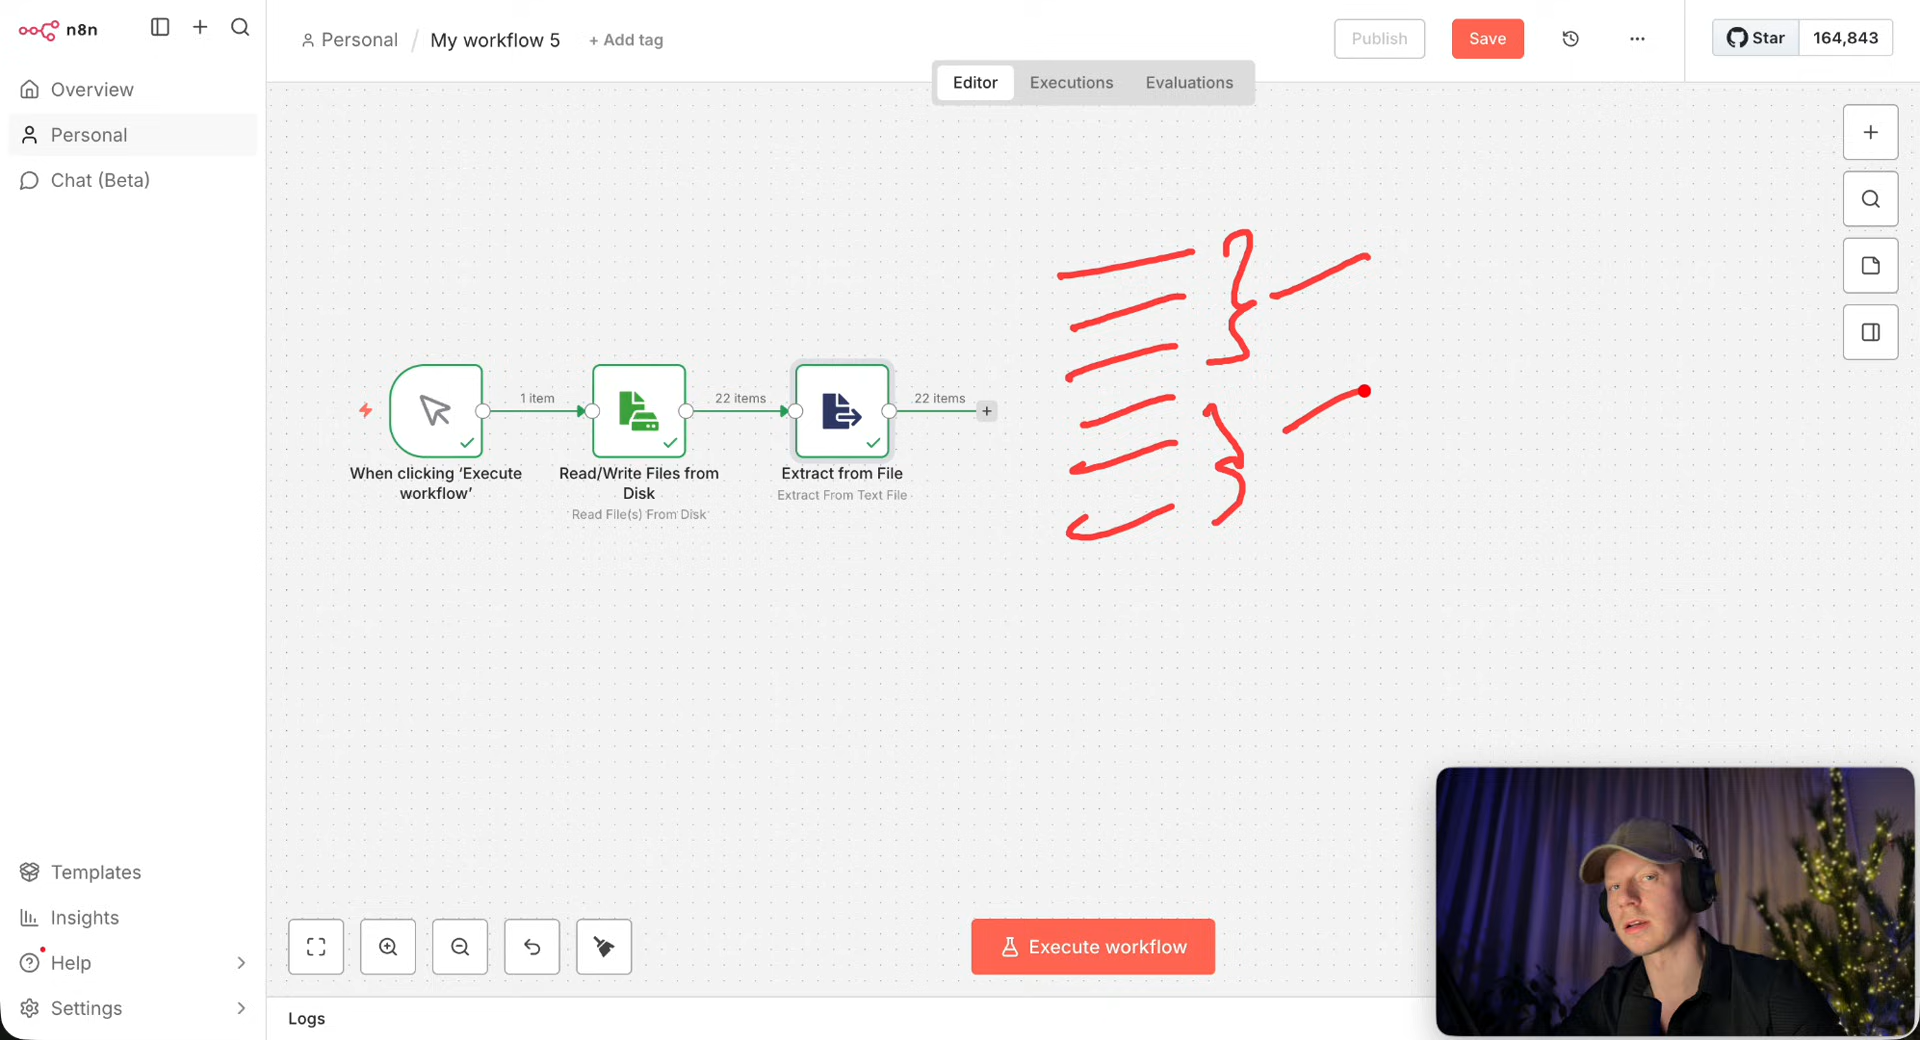 n8n
Personal / My workflow 5 + Add tag
Publish
Save
Star 164,843
Editor Executions Evaluations
Overview
Personal
Chat (Beta)
1 item
22 items
22 items
When clicking ‘Execute
workflow’
Read/Write Files from
Disk
Read File(s) From Disk
Extract from File
Extract From Text File
Templates
Insights
Help
Settings
Execute workflow
Logs